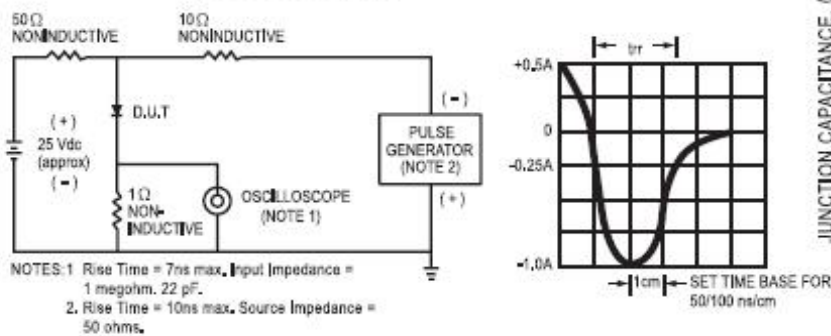 50Ω
NONINDUCTIVE
10Ω
NONINDUCTIVE
(+)
25 Vdc
(approx)
(-)
D.U.T
1Ω
NON-
INDUCTIVE
OSCILLOSCOPE
(NOTE 1)
(-)
PULSE
GENERATOR
(NOTE 2)
(+)
NOTES:1 Rise Time = 7ns max. Input Impedance =
1 megohm. 22 pF.
2. Rise Time = 10ns max. Source Impedance =
50 ohms.
trr
+0.5A
0
-0.25A
-1.0A
1cm
SET TIME BASE FOR
50/100 ns/cm
JUNCTION CAPACITANCE